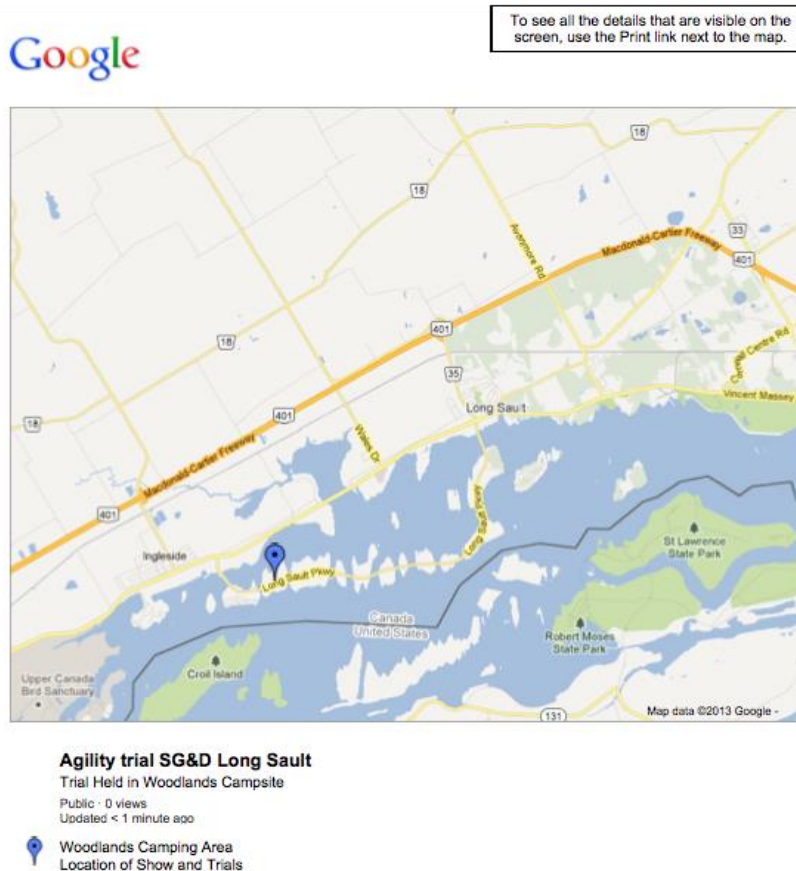 To see all the details that are visible on the
screen, use the Print link next to the map.
Google
18
18
33
Avonmore Rd
Macdonald-Cartier Freeway
401
401
18
35
Long Sault
Vincent Massey
401
18
Wales Dr
Macdonald-Cartier Freeway
401
Long Sault Pkwy
St Lawrence
State Park
Ingleside
Long Sault Pkwy
Canada
United States
Robert Moses
State Park
Croil Island
Upper Canada
Bird Sanctuary
131
Map data ©2013 Google -
Agility trial SG&D Long Sault
Trial Held in Woodlands Campsite
Public · 0 views
Updated < 1 minute ago
Woodlands Camping Area
Location of Show and Trials